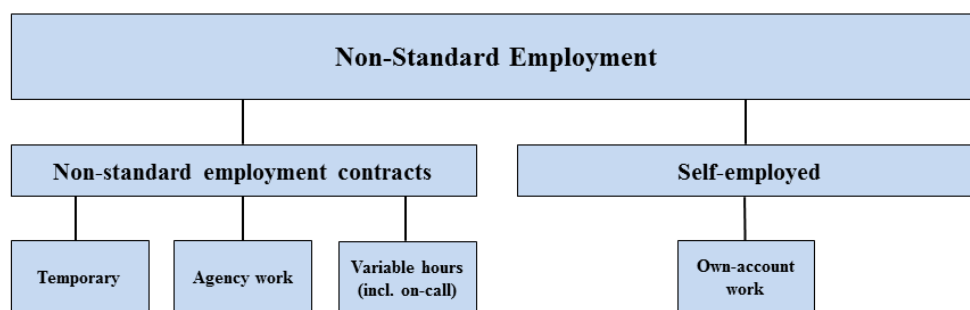 Non-Standard Employment
Non-standard employment contracts
Self-employed
Temporary
Agency work
Variable hours
(incl. on-call)
Own-account
work